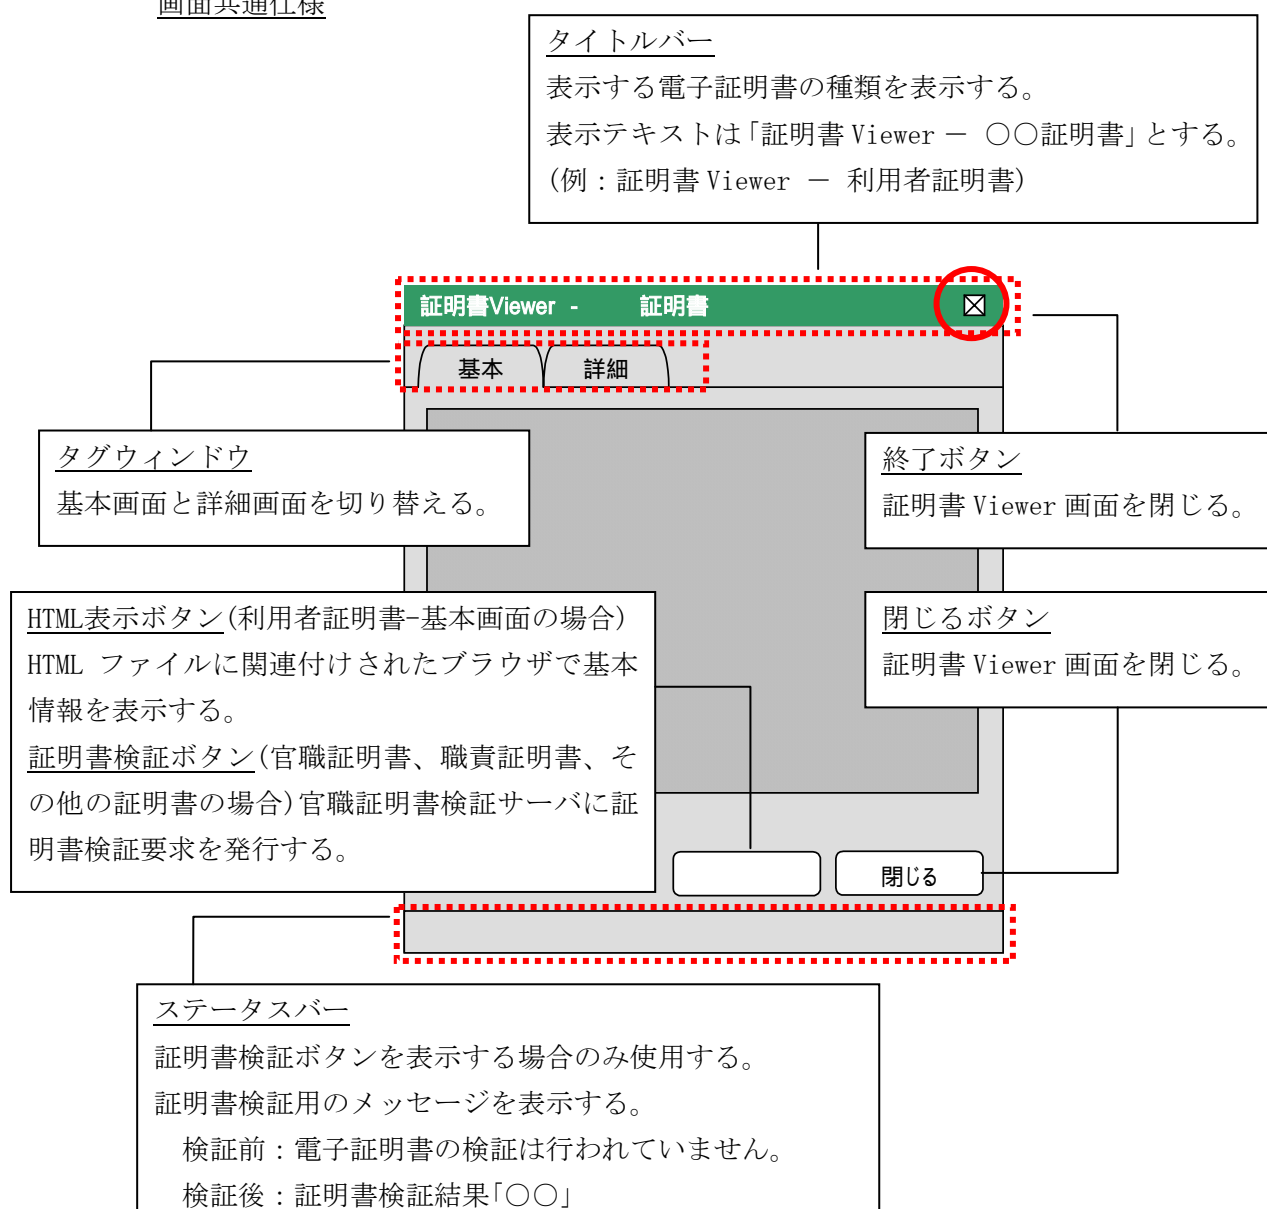 画面共通仕様
タイトルバー
表示する電子証明書の種類を表示する。
表示テキストは「証明書 Viewer － ○○証明書」とする。
(例：証明書 Viewer － 利用者証明書)
証明書Viewer - 証明書
基本 詳細
タグウィンドウ
基本画面と詳細画面を切り替える。
終了ボタン
証明書 Viewer 画面を閉じる。
HTML表示ボタン(利用者証明書-基本画面の場合)
HTML ファイルに関連付けされたブラウザで基本
情報を表示する。
証明書検証ボタン(官職証明書、職責証明書、そ
の他の証明書の場合)官職証明書検証サーバに証
明書検証要求を発行する。
閉じるボタン
証明書 Viewer 画面を閉じる。
閉じる
ステータスバー
証明書検証ボタンを表示する場合のみ使用する。
証明書検証用のメッセージを表示する。
検証前：電子証明書の検証は行われていません。
検証後：証明書検証結果「○○」